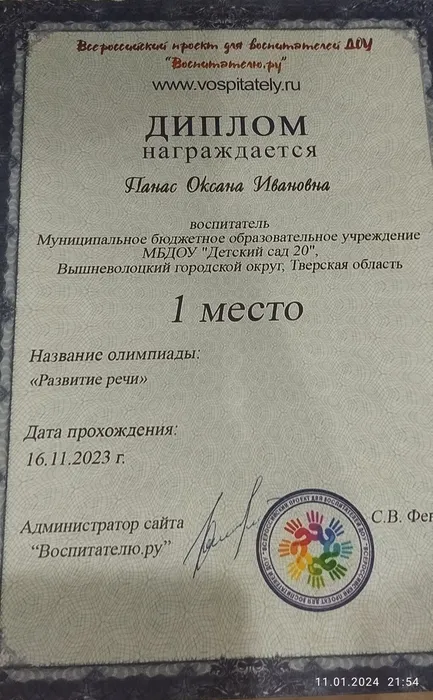 Всероссийский проект для воспитателей ДОУ
"Воспитателю.ру"
www.vospitately.ru
ДИПЛОМ
награждается
Панас Оксана Ивановна
воспитатель
Муниципальное бюджетное образовательное учреждение
МБДОУ "Детский сад 20",
Вышневолоцкий городской округ, Тверская область
1 место
Название олимпиады:
«Развитие речи»
Дата прохождения:
16.11.2023 г.
Администратор сайта
"Воспитателю.ру"
С.В.
11.01.2024 21:54